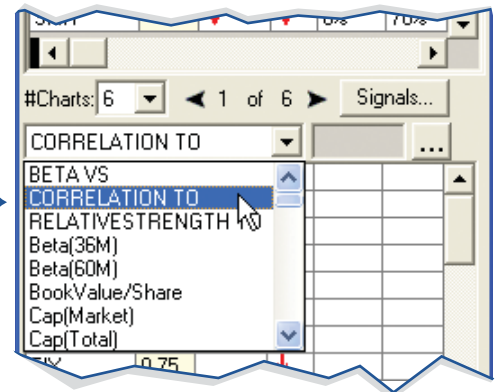 #Charts: 6 1 of 6 Signals...
CORRELATION TO ...
BETA VS
CORRELATION TO
RELATIVESTRENGTH
Beta(36M)
Beta(60M)
BookValue/Share
Cap(Market)
Cap(Total)
0.75